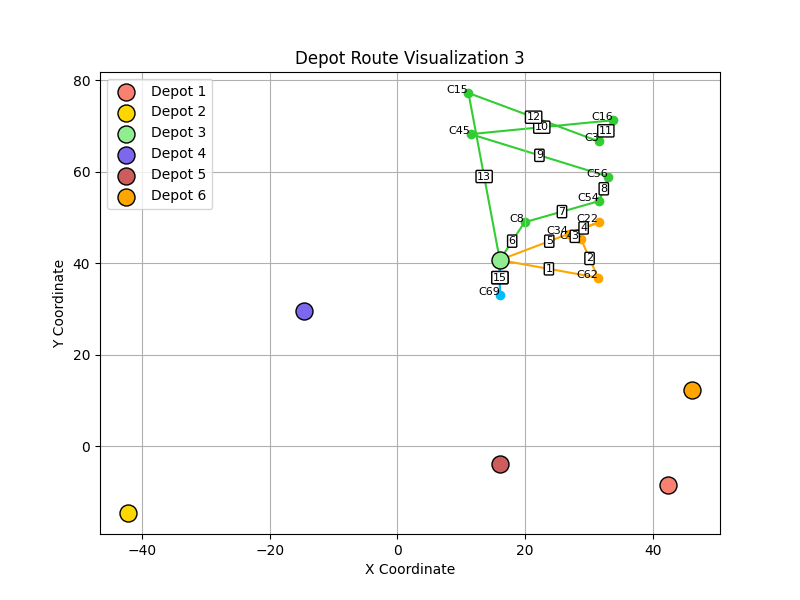 Depot Route Visualization 3
Depot 1
Depot 2
Depot 3
Depot 4
Depot 5
Depot 6
80
60
40
20
0
−40
−20
0
20
40
X Coordinate
Y Coordinate
C15
C45
C16
C3
C56
C54
C8
C22
C34
C62
C69
12
10
11
13
9
8
7
6
5
4
3
2
1
15